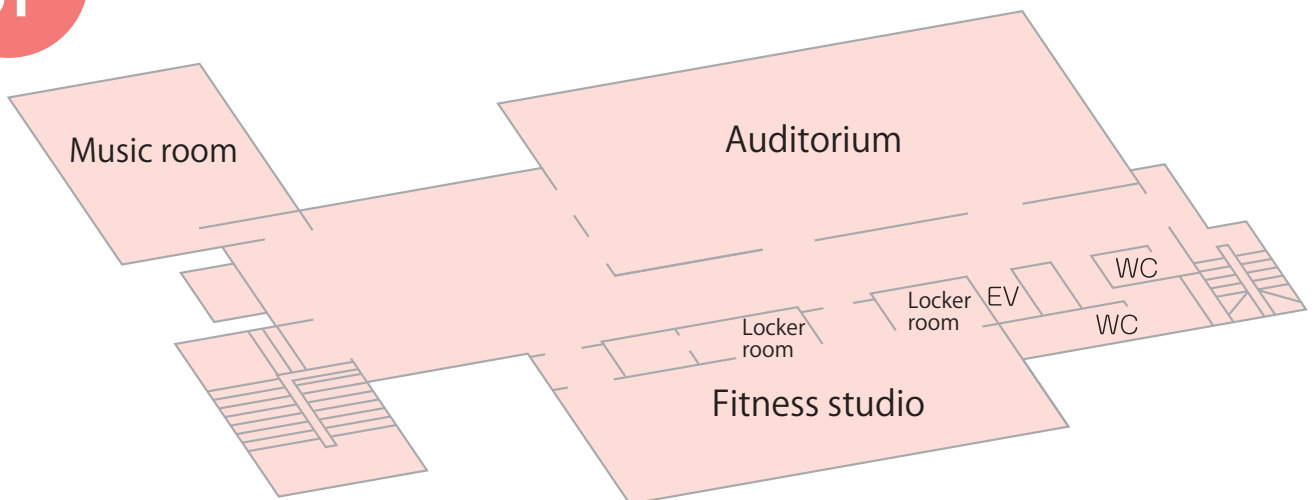 Music room
Auditorium
WC
Locker
room
EV
Locker
room
WC
Fitness studio